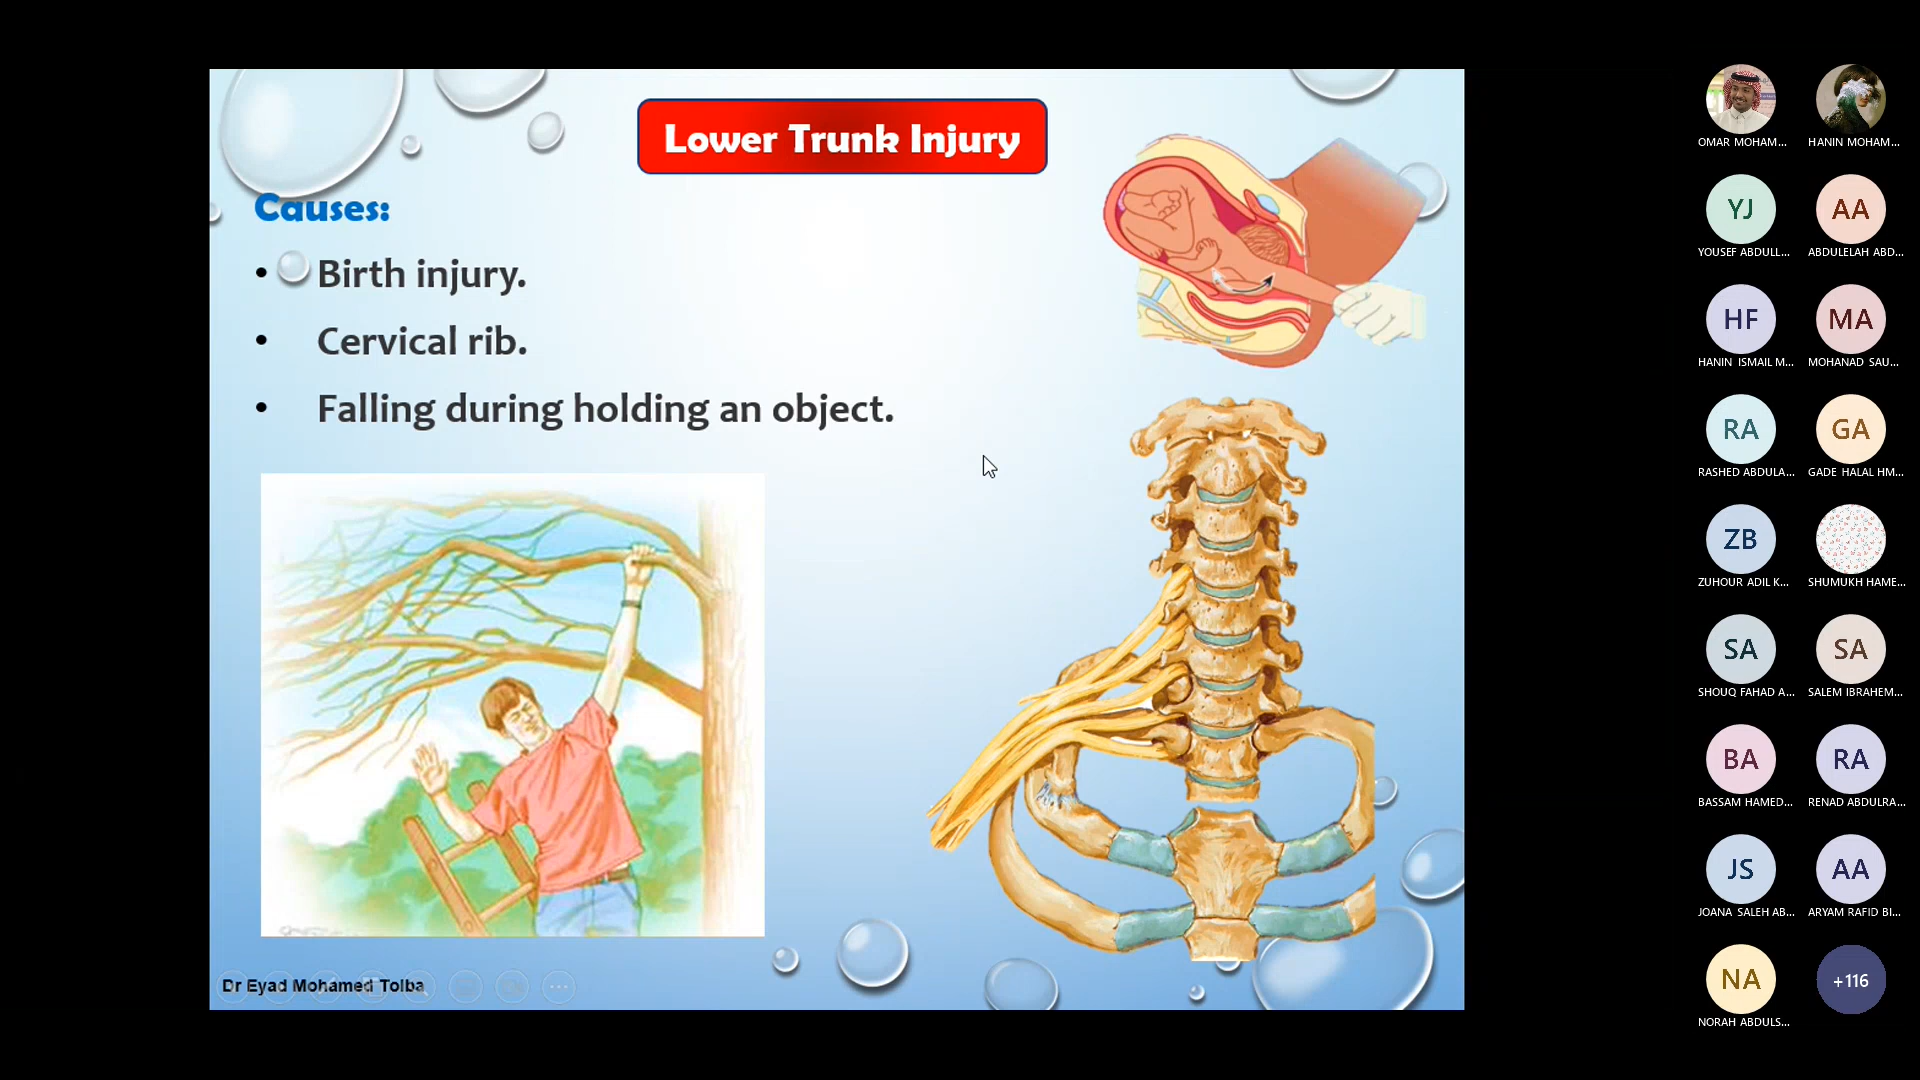 Lower Trunk Injury
Causes:
• Birth injury.
• Cervical rib.
• Falling during holding an object.
Dr Eyad Mohamed Tolba
OMAR MOHAM...
HANIN MOHAM...
YJ
AA
YOUSEF ABDULL...
ABDULELAH ABD...
HF
MA
HANIN ISMAIL M...
MOHANAD SAU...
RA
GA
RASHED ABDULA...
GADE HALAL HM...
ZB
ZUHOUR ADIL K...
SHUMUKH HAME...
SA
SA
SHOUQ FAHAD A...
SALEM IBRAHEM...
BA
RA
BASSAM HAMED...
RENAD ABDULRA...
JS
AA
JOANA SALEH AB...
ARYAM RAFID BI...
NA
+116
NORAH ABDULS...